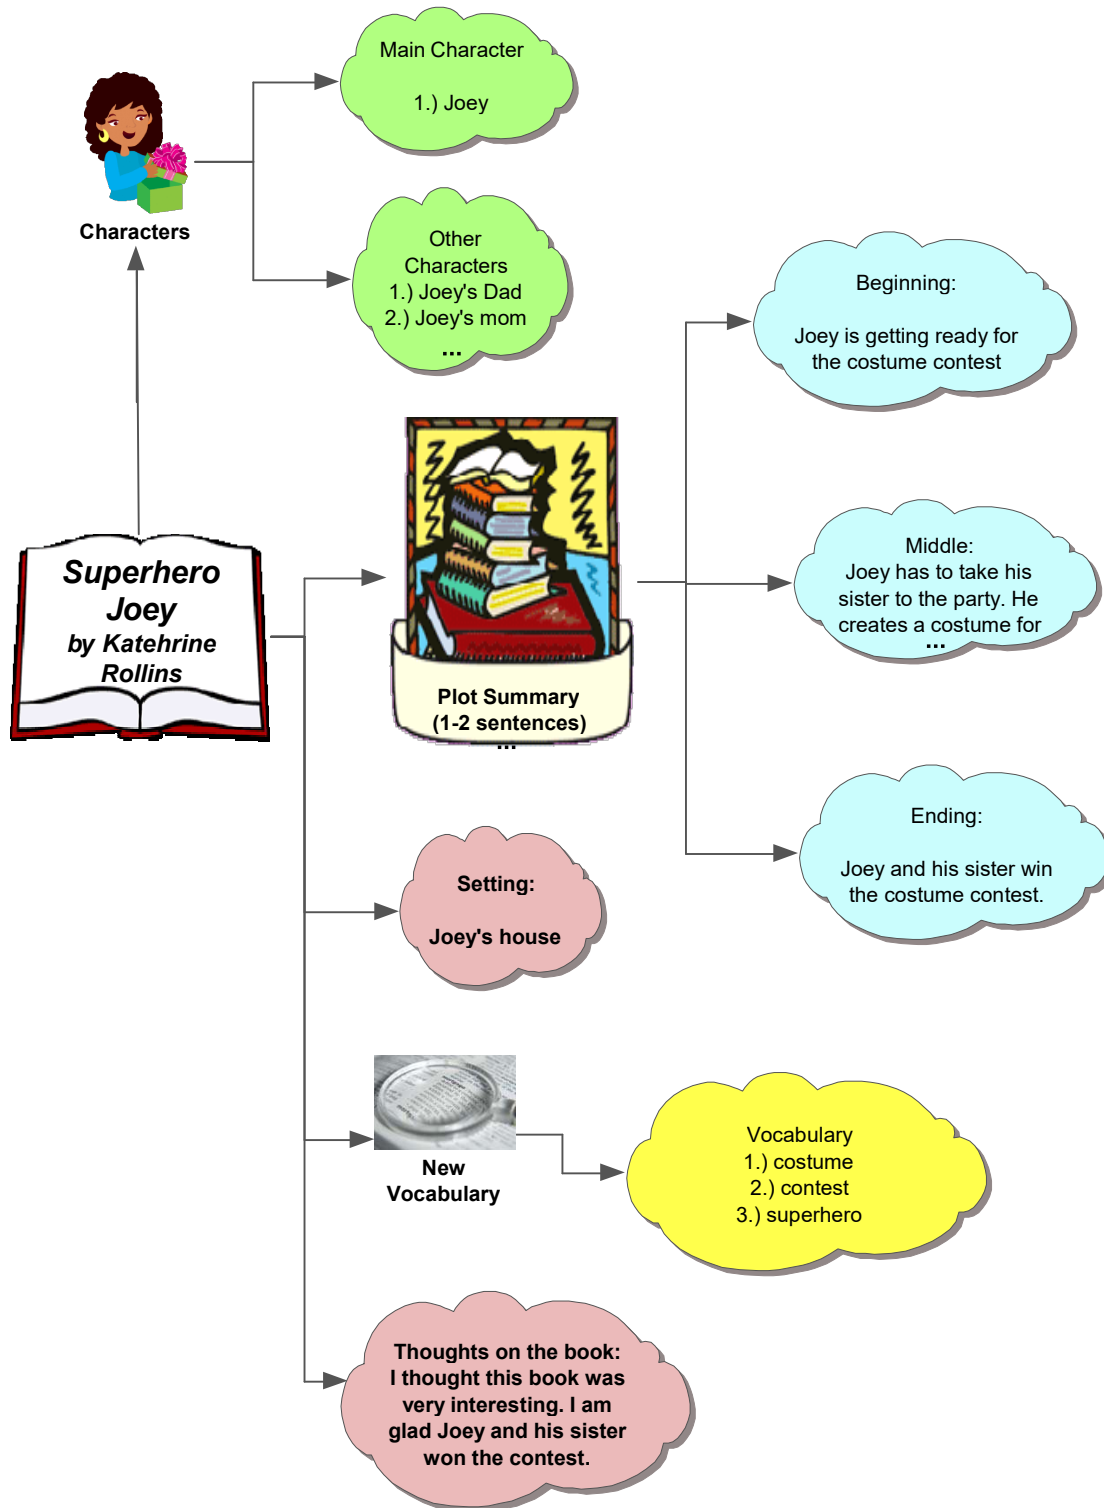 Main Character
1.) Joey
Characters
Other
Characters
1.) Joey's Dad
2.) Joey's mom
...
Beginning:
Joey is getting ready for
the costume contest
Superhero
Joey
by Katehrine
Rollins
Plot Summary
(1-2 sentences)
...
Middle:
Joey has to take his
sister to the party. He
creates a costume for
...
Ending:
Joey and his sister win
the costume contest.
Setting:
Joey's house
New
Vocabulary
Vocabulary
1.) costume
2.) contest
3.) superhero
Thoughts on the book:
I thought this book was
very interesting. I am
glad Joey and his sister
won the contest.